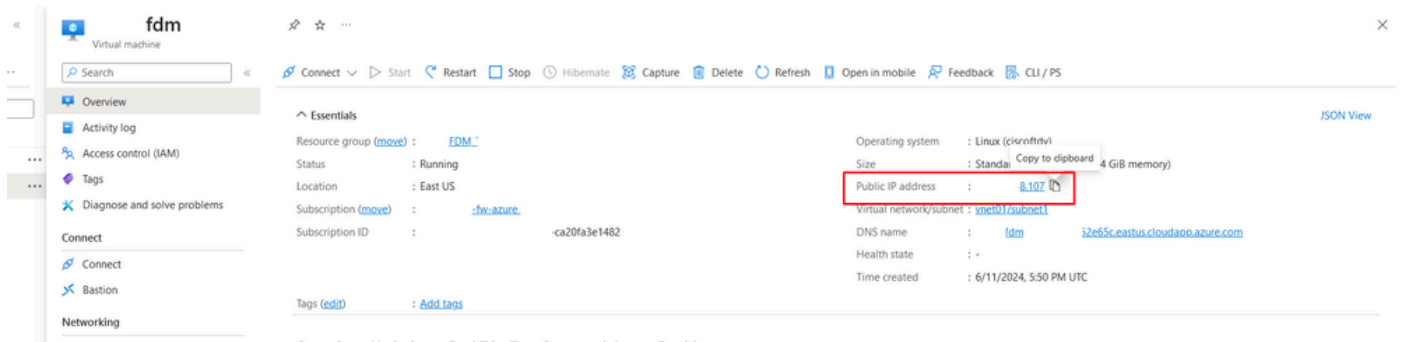 « fdm
Virtual machine
Search «
Connect Start Restart Stop Hibernate Capture Delete Refresh Open in mobile Feedback CLI / PS
Overview
Activity log
Access control (IAM)
Tags
Diagnose and solve problems
Connect
Connect
Bastion
Networking
Essentials JSON View
Resource group (move) : FDM_
Status : Running
Location : East US
Subscription (move) : -fw-azure
Subscription ID : -ca20fa3e1482
Tags (edit) : Add tags
Operating system : Linux (ciscoftdv)
Size : Standa 4 GiB memory)
Copy to clipboard
Public IP address : 8.107
Virtual network/subnet : vnet01/subnet1
DNS name : fdm 52e65c.eastus.cloudapp.azure.com
Health state : -
Time created : 6/11/2024, 5:50 PM UTC